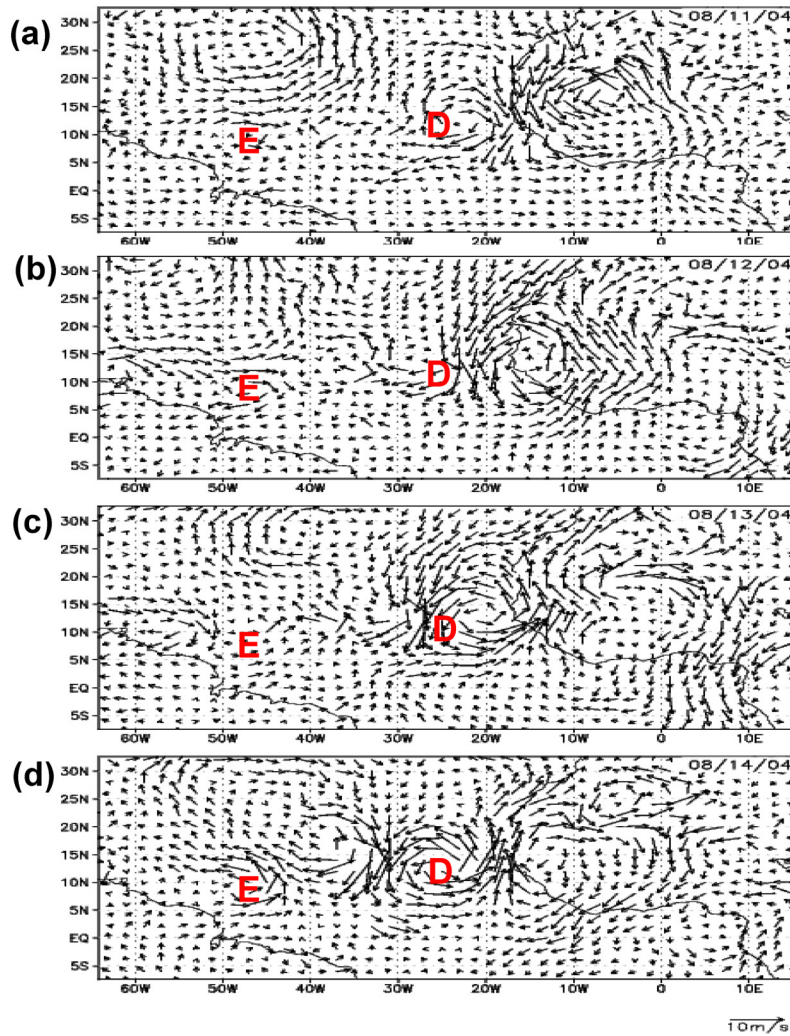 (a)
08/11/04
30N
25N
20N
15N
10N
5N
EQ
5S
E
D
60W 50W 40W 30W 20W 10W 0 10E
(b)
08/12/04
30N
25N
20N
15N
10N
5N
EQ
5S
E
D
60W 50W 40W 30W 20W 10W 0 10E
(c)
08/13/04
30N
25N
20N
15N
10N
5N
EQ
5S
E
D
60W 50W 40W 30W 20W 10W 0 10E
(d)
08/14/04
30N
25N
20N
15N
10N
5N
EQ
5S
E
D
60W 50W 40W 30W 20W 10W 0 10E
10m/s